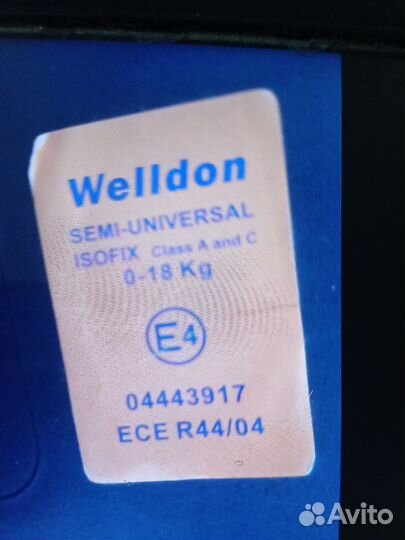 Welldon
SEMI-UNIVERSAL
ISOFIX Class A and C
0-18 Kg
E4
04443917
ECE R44/04
Avito